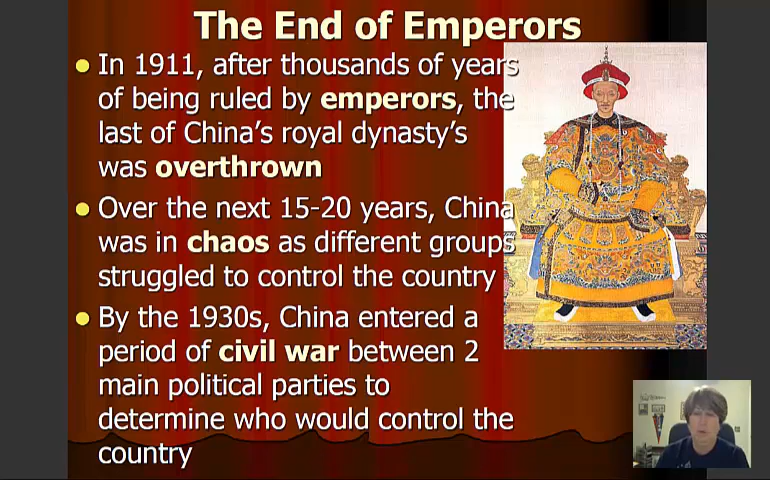 The End of Emperors
In 1911, after thousands of years
of being ruled by emperors, the
last of China's royal dynasty's
was overthrown
Over the next 15-20 years, China
was in chaos as different groups
struggled to control the country
By the 1930s, China entered a
period of civil war between 2
main political parties to
determine who would control the
country